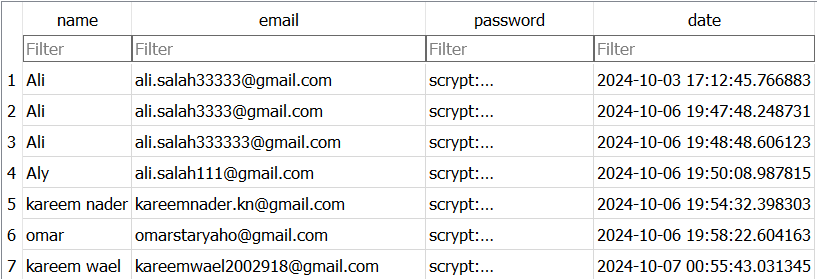 name email password date
Filter Filter Filter Filter
1 Ali ali.salah33333@gmail.com scrypt:... 2024-10-03 17:12:45.766883
2 Ali ali.salah3333@gmail.com scrypt:... 2024-10-06 19:47:48.248731
3 Ali ali.salah333333@gmail.com scrypt:... 2024-10-06 19:48:48.606123
4 Aly ali.salah111@gmail.com scrypt:... 2024-10-06 19:50:08.987815
5 kareem nader kareemnader.kn@gmail.com scrypt:... 2024-10-06 19:54:32.398303
6 omar omarstaryaho@gmail.com scrypt:... 2024-10-06 19:58:22.604163
7 kareem wael kareemwael2002918@gmail.com scrypt:... 2024-10-07 00:55:43.031345